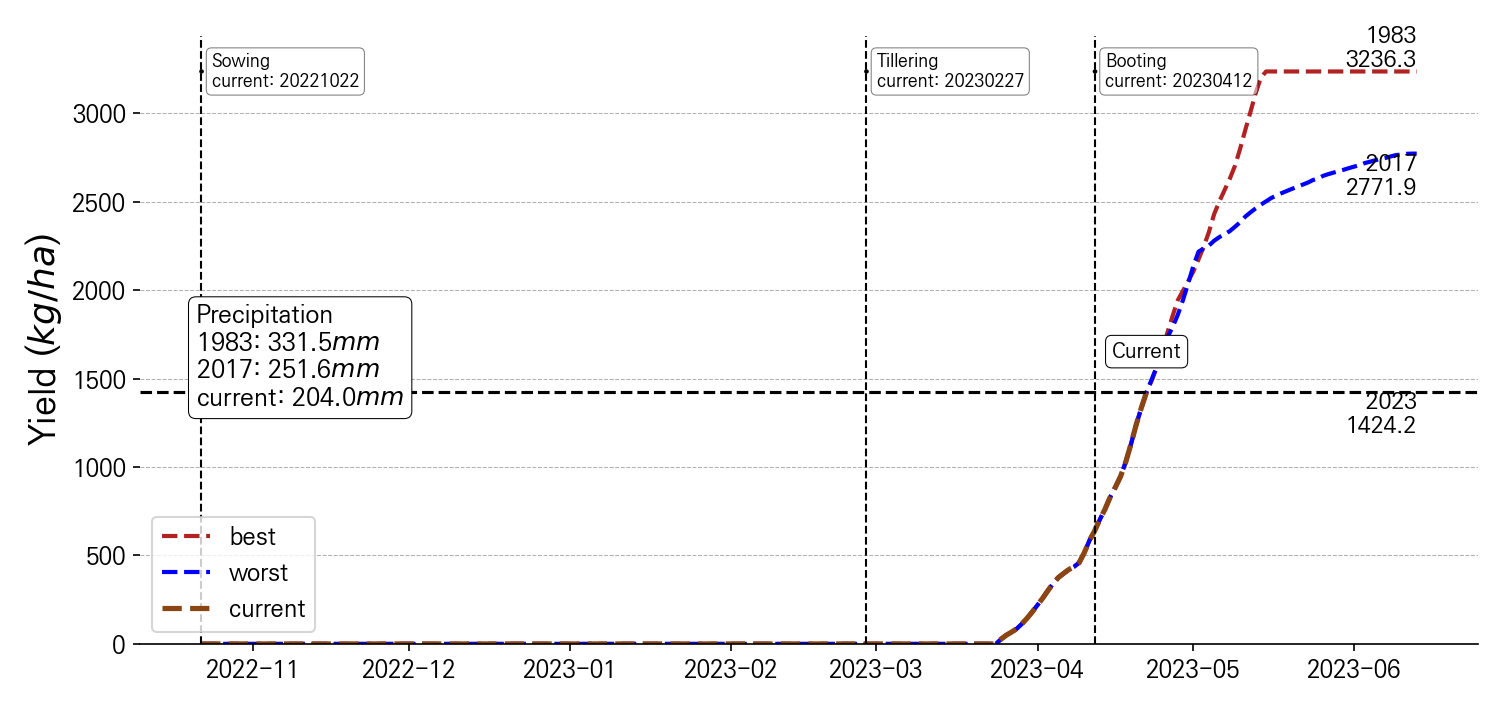 1983
3236.3
Sowing
current: 20221022
Tillering
current: 20230227
Booting
current: 20230412
3000
2500
2000
1500
1000
500
0
Yield (kg/ha)
2017
2771.9
Precipitation
1983: 331.5mm
2017: 251.6mm
current: 204.0mm
Current
2023
1424.2
best
worst
current
2022-11
2022-12
2023-01
2023-02
2023-03
2023-04
2023-05
2023-06